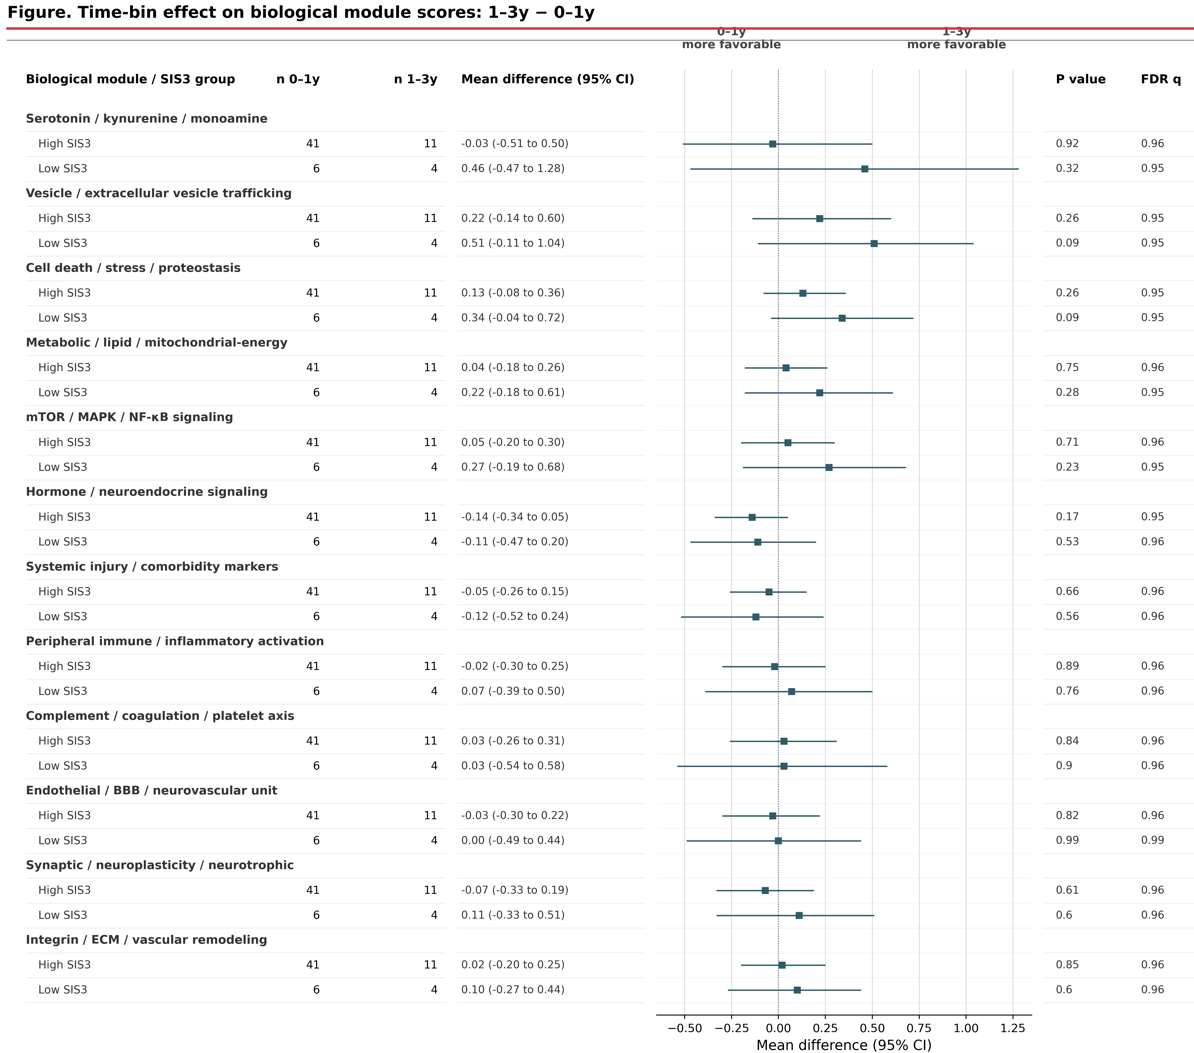 Figure. Time-bin effect on biological module scores: 1–3y − 0–1y
0–1y 1–3y
more favorable more favorable
Biological module / SIS3 group n 0–1y n 1–3y Mean difference (95% CI) P value FDR q
Serotonin / kynurenine / monoamine
High SIS3 41 11 -0.03 (-0.51 to 0.50) 0.92 0.96
Low SIS3 6 4 0.46 (-0.47 to 1.28) 0.32 0.95
Vesicle / extracellular vesicle trafficking
High SIS3 41 11 0.22 (-0.14 to 0.60) 0.26 0.95
Low SIS3 6 4 0.51 (-0.11 to 1.04) 0.09 0.95
Cell death / stress / proteostasis
High SIS3 41 11 0.13 (-0.08 to 0.36) 0.26 0.95
Low SIS3 6 4 0.34 (-0.04 to 0.72) 0.09 0.95
Metabolic / lipid / mitochondrial-energy
High SIS3 41 11 0.04 (-0.18 to 0.26) 0.75 0.96
Low SIS3 6 4 0.22 (-0.18 to 0.61) 0.28 0.95
mTOR / MAPK / NF-κB signaling
High SIS3 41 11 0.05 (-0.20 to 0.30) 0.71 0.96
Low SIS3 6 4 0.27 (-0.19 to 0.68) 0.23 0.95
Hormone / neuroendocrine signaling
High SIS3 41 11 -0.14 (-0.34 to 0.05) 0.17 0.95
Low SIS3 6 4 -0.11 (-0.47 to 0.20) 0.53 0.96
Systemic injury / comorbidity markers
High SIS3 41 11 -0.05 (-0.26 to 0.15) 0.66 0.96
Low SIS3 6 4 -0.12 (-0.52 to 0.24) 0.56 0.96
Peripheral immune / inflammatory activation
High SIS3 41 11 -0.02 (-0.30 to 0.25) 0.89 0.96
Low SIS3 6 4 0.07 (-0.39 to 0.50) 0.76 0.96
Complement / coagulation / platelet axis
High SIS3 41 11 0.03 (-0.26 to 0.31) 0.84 0.96
Low SIS3 6 4 0.03 (-0.54 to 0.58) 0.9 0.96
Endothelial / BBB / neurovascular unit
High SIS3 41 11 -0.03 (-0.30 to 0.22) 0.82 0.96
Low SIS3 6 4 0.00 (-0.49 to 0.44) 0.99 0.99
Synaptic / neuroplasticity / neurotrophic
High SIS3 41 11 -0.07 (-0.33 to 0.19) 0.61 0.96
Low SIS3 6 4 0.11 (-0.33 to 0.51) 0.6 0.96
Integrin / ECM / vascular remodeling
High SIS3 41 11 0.02 (-0.20 to 0.25) 0.85 0.96
Low SIS3 6 4 0.10 (-0.27 to 0.44) 0.6 0.96
−0.50 −0.25 0.00 0.25 0.50 0.75 1.00 1.25
Mean difference (95% CI)